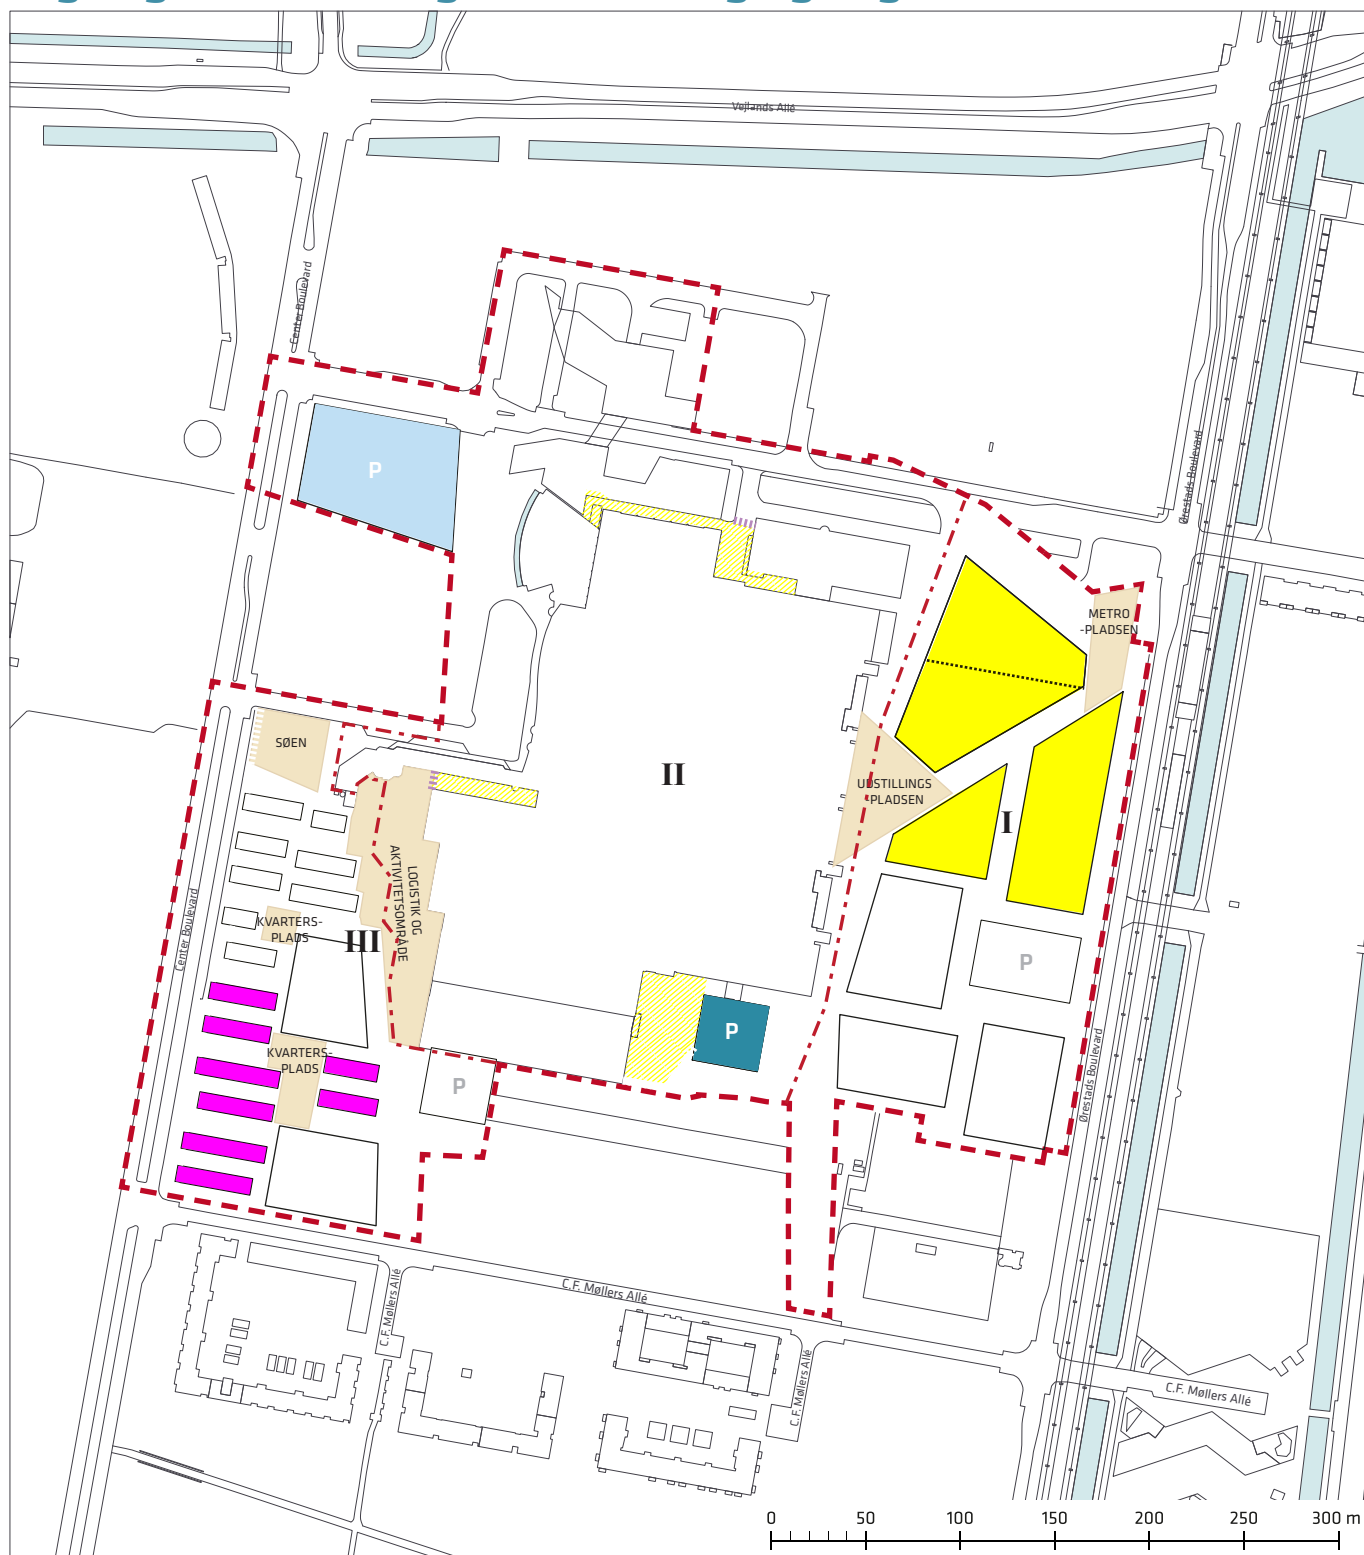 Vejlands Allé
Center Boulevard
P
Ørestads Boulevard
METRO
-PLADSEN
SØEN
II
UDSTILLINGS
-PLADSEN
I
LOGISTIK OG
AKTIVITETSOMRÅDE
KVARTERS-
PLADS
III
Center Boulevard
P
P
KVARTERS-
PLADS
P
Ørestads Boulevard
C.F. Møllers Allé
C.F. Møllers Allé
C.F. Møllers Allé
C.F. Møllers Allé
0 50 100 150 200 250 300 m